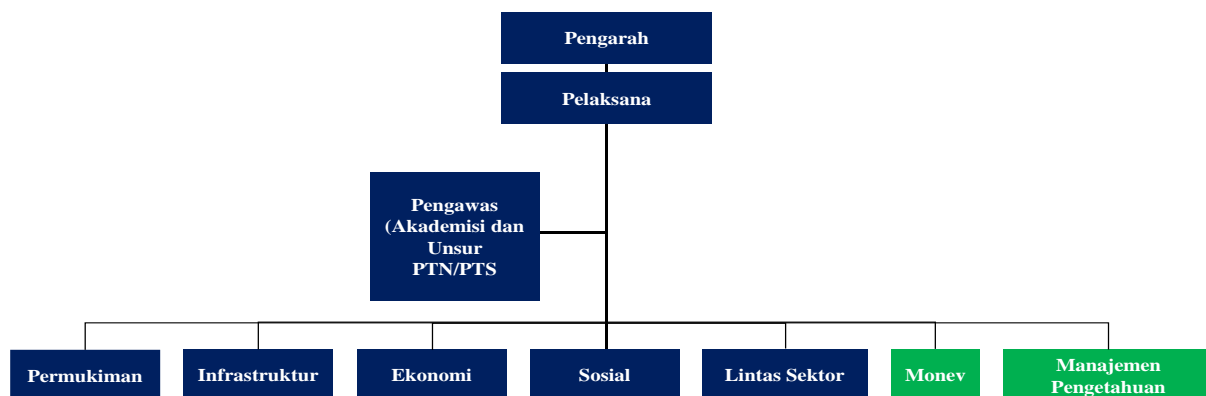 Pengarah
Pelaksana
Pengawas
(Akademisi dan
Unsur
PTN/PTS
Permukiman
Infrastruktur
Ekonomi
Sosial
Lintas Sektor
Monev
Manajemen
Pengetahuan